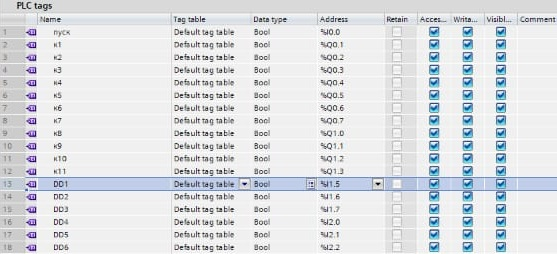 PLC tags
Name Tag table Data type Address Retain Acces... Writa... Visibl... Comment
1 пуск Default tag table Bool %I0.0
2 к1 Default tag table Bool %Q0.1
3 к2 Default tag table Bool %Q0.2
4 к3 Default tag table Bool %Q0.3
5 к4 Default tag table Bool %Q0.4
6 к5 Default tag table Bool %Q0.5
7 к6 Default tag table Bool %Q0.6
8 к7 Default tag table Bool %Q0.7
9 к8 Default tag table Bool %Q1.0
10 к9 Default tag table Bool %Q1.1
11 к10 Default tag table Bool %Q1.2
12 к11 Default tag table Bool %Q1.3
13 DD1 Default tag table Bool %I1.5
14 DD2 Default tag table Bool %I1.6
15 DD3 Default tag table Bool %I1.7
16 DD4 Default tag table Bool %I2.0
17 DD5 Default tag table Bool %I2.1
18 DD6 Default tag table Bool %I2.2